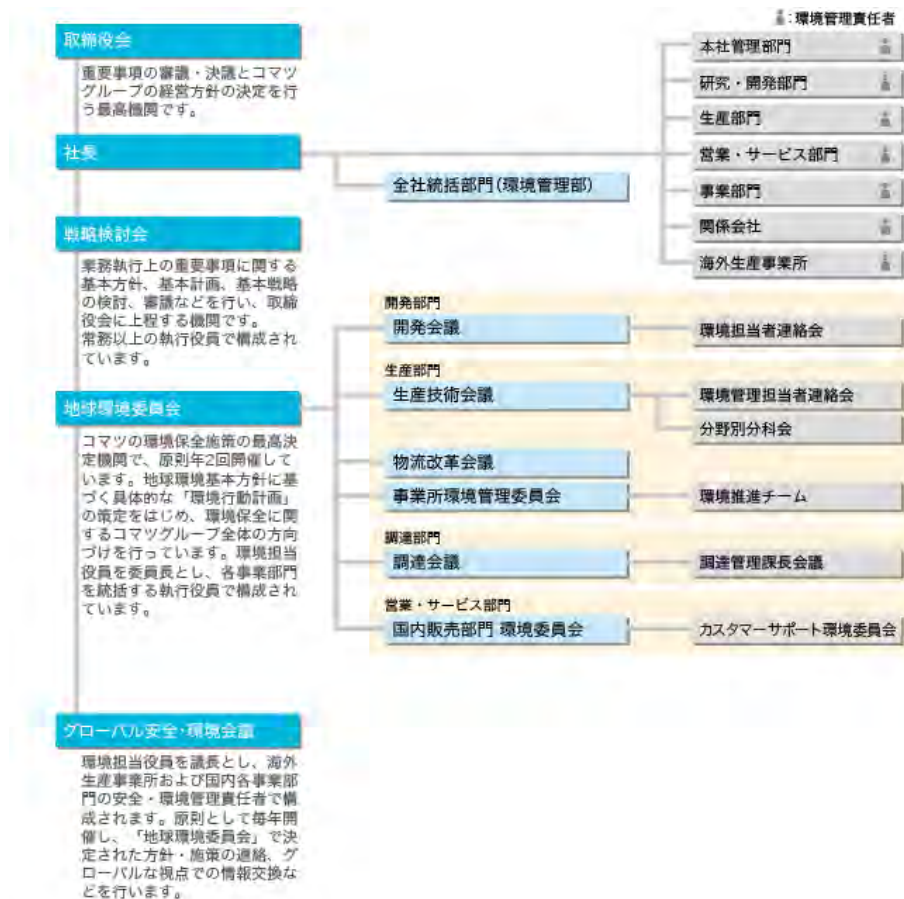 :環境管理責任者
取締役会
重要事項の審議・決議とコマツ
グループの経営方針の決定を行
う最高機関です。
社長
全社統括部門(環境管理部)
本社管理部門
研究・開発部門
生産部門
営業・サービス部門
事業部門
関係会社
海外生産事業所
戦略検討会
業務執行上の重要事項に関する
基本方針、基本計画、基本戦略
の検討、審議などを行い、取締
役会に上程する機関です。
常務以上の執行役員で構成され
ています。
地球環境委員会
コマツの環境保全施策の最高決
定機関で、原則年2回開催して
います。地球環境基本方針に基
づく具体的な「環境行動計画」
の策定をはじめ、環境保全に関
するコマツグループ全体の方向
づけを行っています。環境担当
役員を委員長とし、各事業部門
を統括する執行役員で構成され
ています。
開発部門
開発会議
環境担当者連絡会
生産部門
生産技術会議
環境管理担当者連絡会
分野別分科会
物流改革会議
事業所環境管理委員会
環境推進チーム
調達部門
調達会議
調達管理課長会議
営業・サービス部門
国内販売部門 環境委員会
カスタマーサポート環境委員会
グローバル安全・環境会議
環境担当役員を議長とし、海外
生産事業所および国内各事業部
門の安全・環境管理責任者で構
成されます。原則として毎年開
催し、「地球環境委員会」で決
定された方針・施策の連絡、グ
ローバルな視点での情報交換な
どを行います。